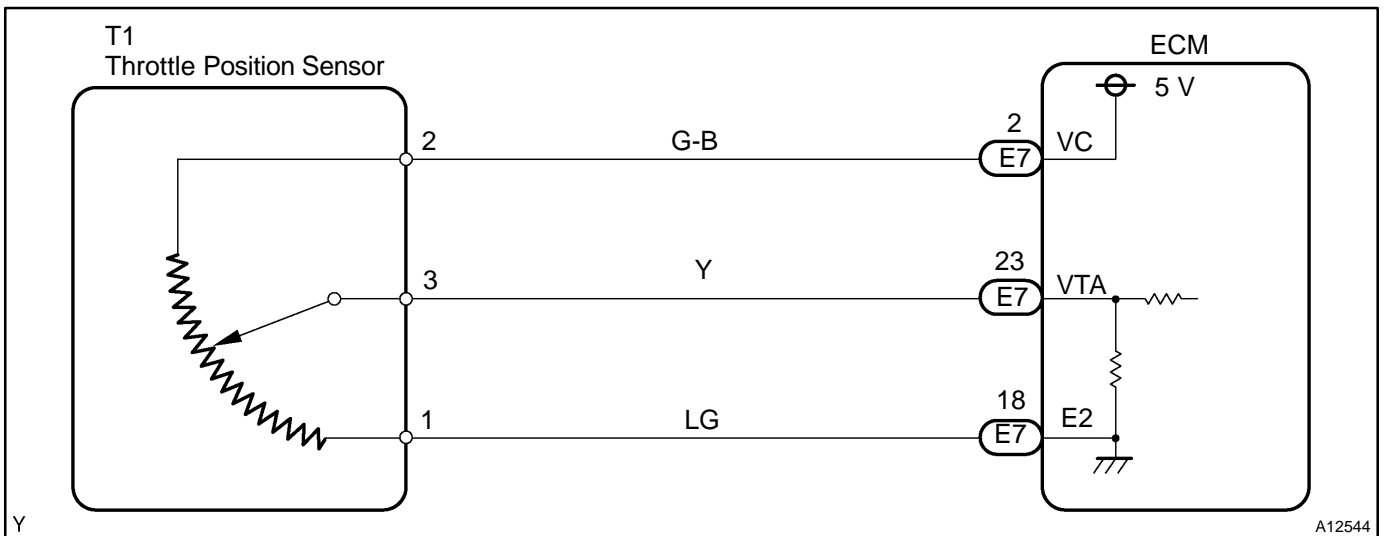 T1
Throttle Position Sensor
ECM
5 V
2
G-B
2
E7
VC
3
Y
23
E7
VTA
1
LG
18
E7
E2
Y
A12544